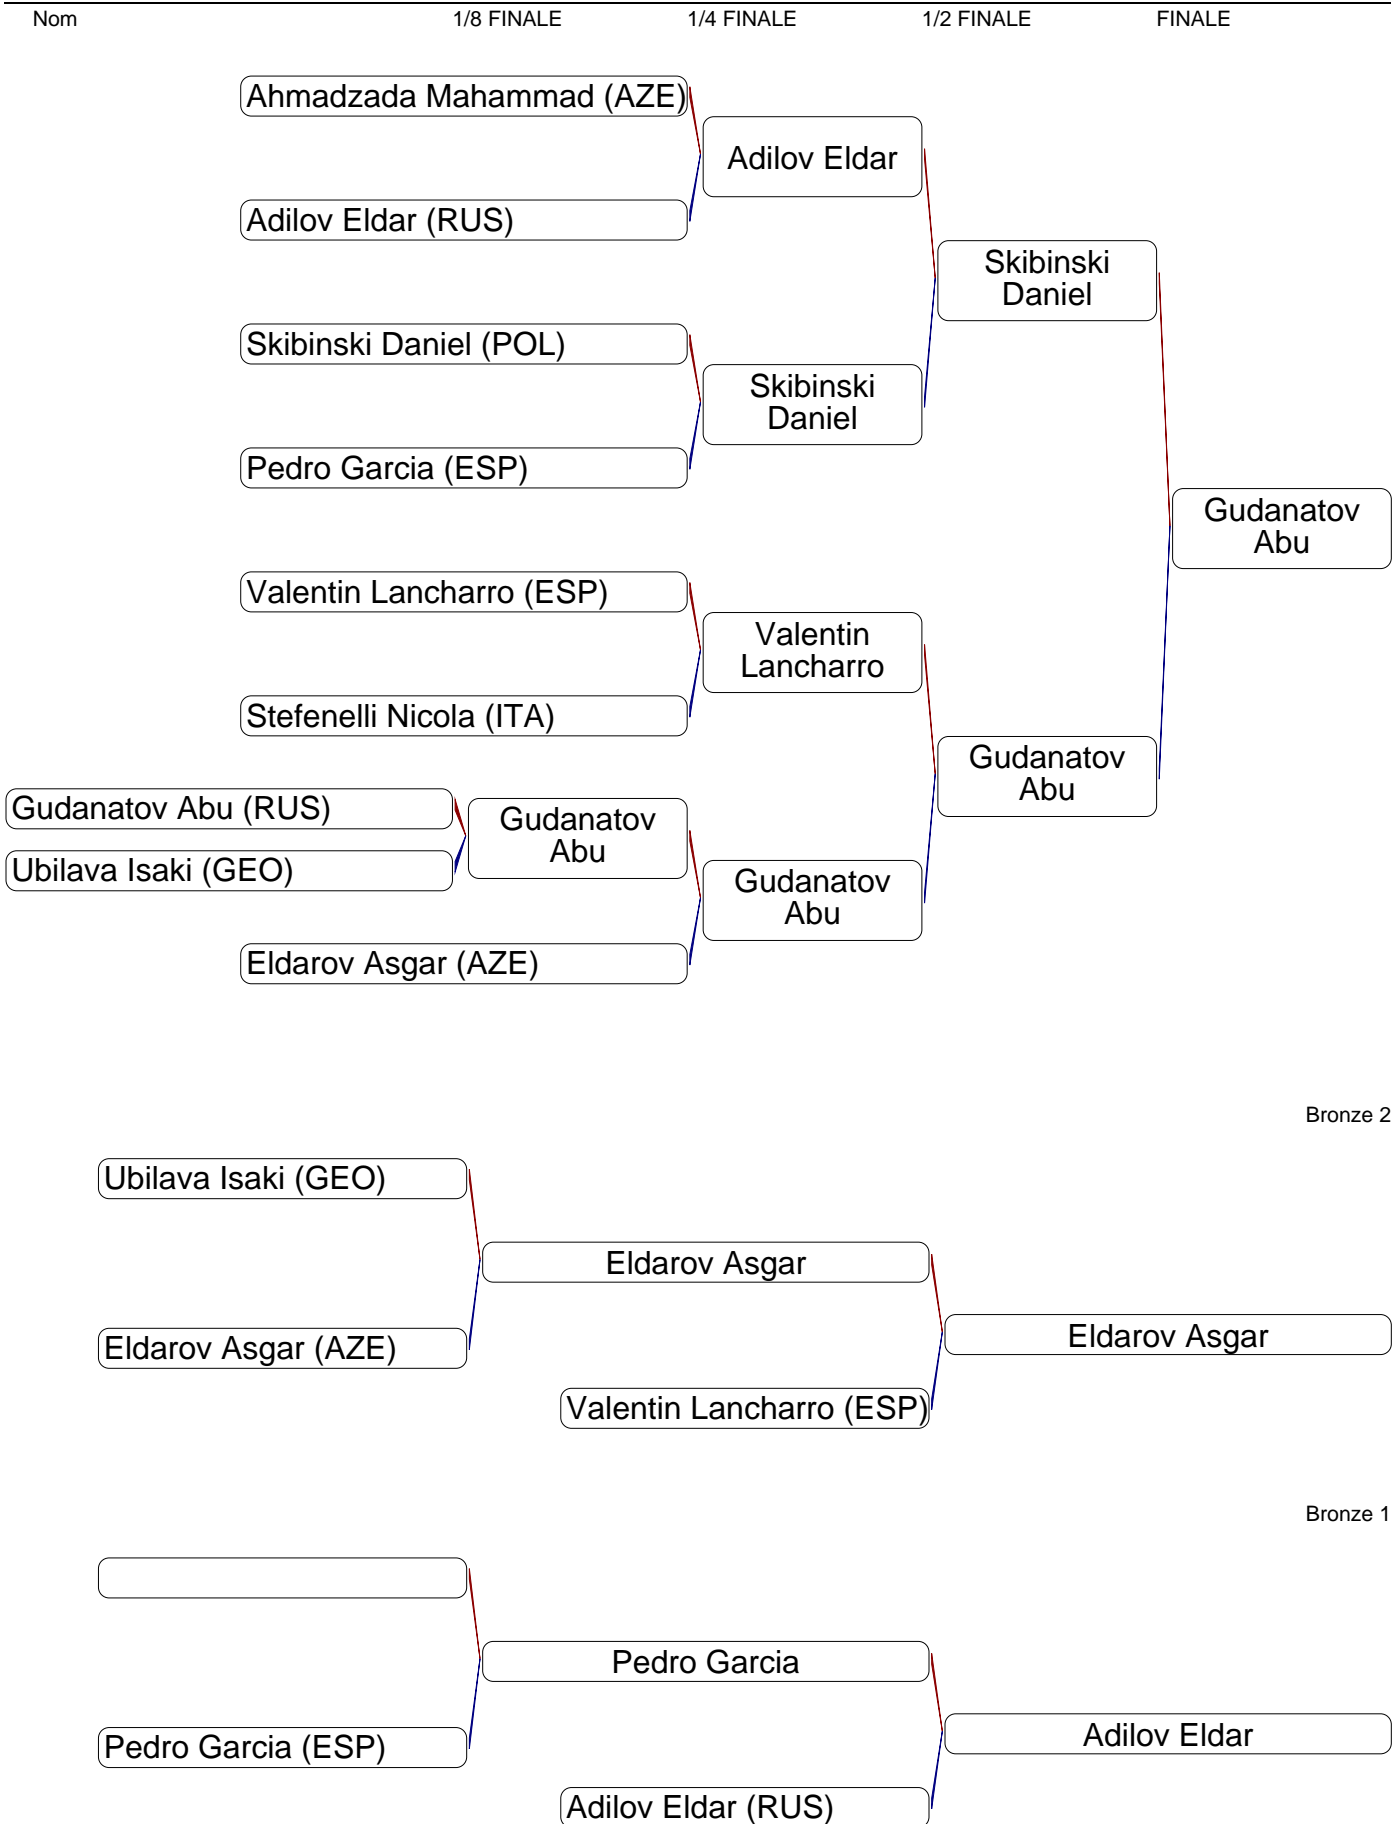 Nom 1/8 FINALE 1/4 FINALE 1/2 FINALE FINALE
Ahmadzada Mahammad (AZE)
Adilov Eldar
Adilov Eldar (RUS)
Skibinski
Daniel
Skibinski Daniel (POL)
Skibinski
Daniel
Pedro Garcia (ESP)
Gudanatov
Abu
Valentin Lancharro (ESP)
Valentin
Lancharro
Stefenelli Nicola (ITA)
Gudanatov
Abu
Gudanatov Abu (RUS)
Gudanatov
Abu
Ubilava Isaki (GEO)
Gudanatov
Abu
Eldarov Asgar (AZE)
Bronze 2
Ubilava Isaki (GEO)
Eldarov Asgar
Eldarov Asgar
Eldarov Asgar (AZE)
Valentin Lancharro (ESP)
Bronze 1
Pedro Garcia
Adilov Eldar
Pedro Garcia (ESP)
Adilov Eldar (RUS)